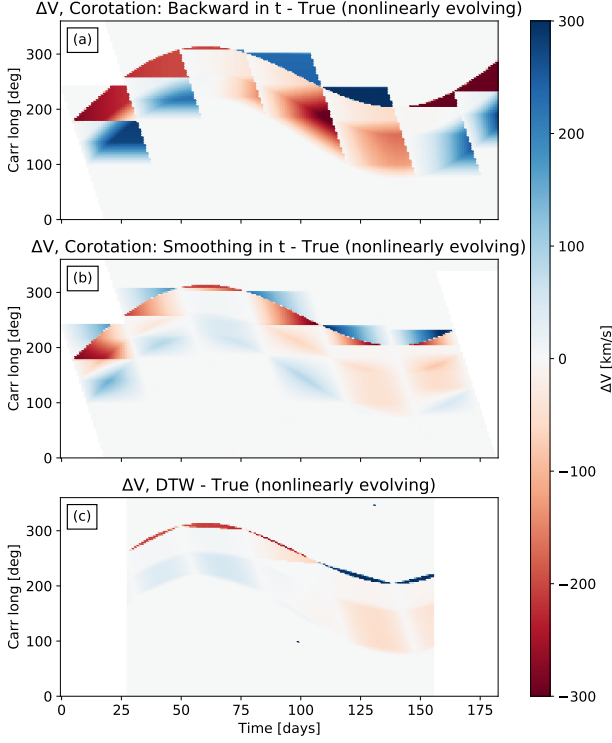 ΔV, Corotation: Backward in t - True (nonlinearly evolving)
(a)
300
200
100
0
Carr long [deg]
ΔV, Corotation: Smoothing in t - True (nonlinearly evolving)
(b)
300
200
100
0
Carr long [deg]
ΔV, DTW - True (nonlinearly evolving)
(c)
300
200
100
0
Carr long [deg]
0 25 50 75 100 125 150 175
Time [days]
300
200
100
0
−100
−200
−300
ΔV [km/s]